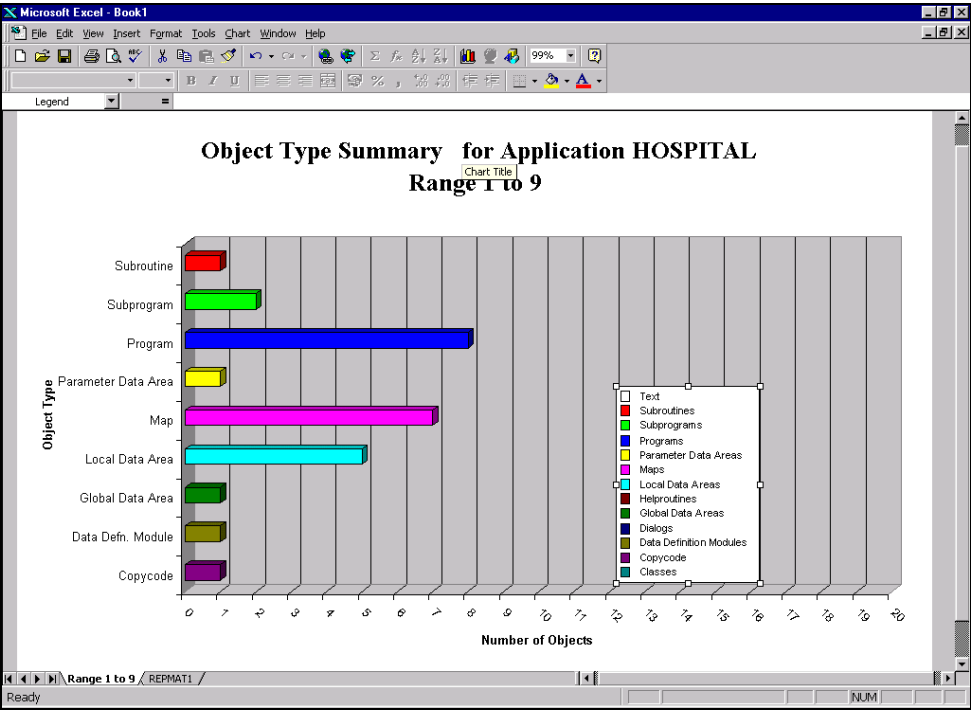 Microsoft Excel - Book1
File Edit View Insert Format Tools Chart Window Help
99%
B I U
Legend =
Object Type Summary for Application HOSPITAL
Chart Title
Range 1 to 9
Subroutine
Subprogram
Program
Parameter Data Area
Map
Local Data Area
Global Data Area
Data Defn. Module
Copycode
Object Type
Text
Subroutines
Subprograms
Programs
Parameter Data Areas
Maps
Local Data Areas
Helproutines
Global Data Areas
Dialogs
Data Definition Modules
Copycode
Classes
0 1 2 3 4 5 6 7 8 9 10 11 12 13 14 15 16 17 18 19 20
Number of Objects
Range 1 to 9 REPMAT1
Ready NUM